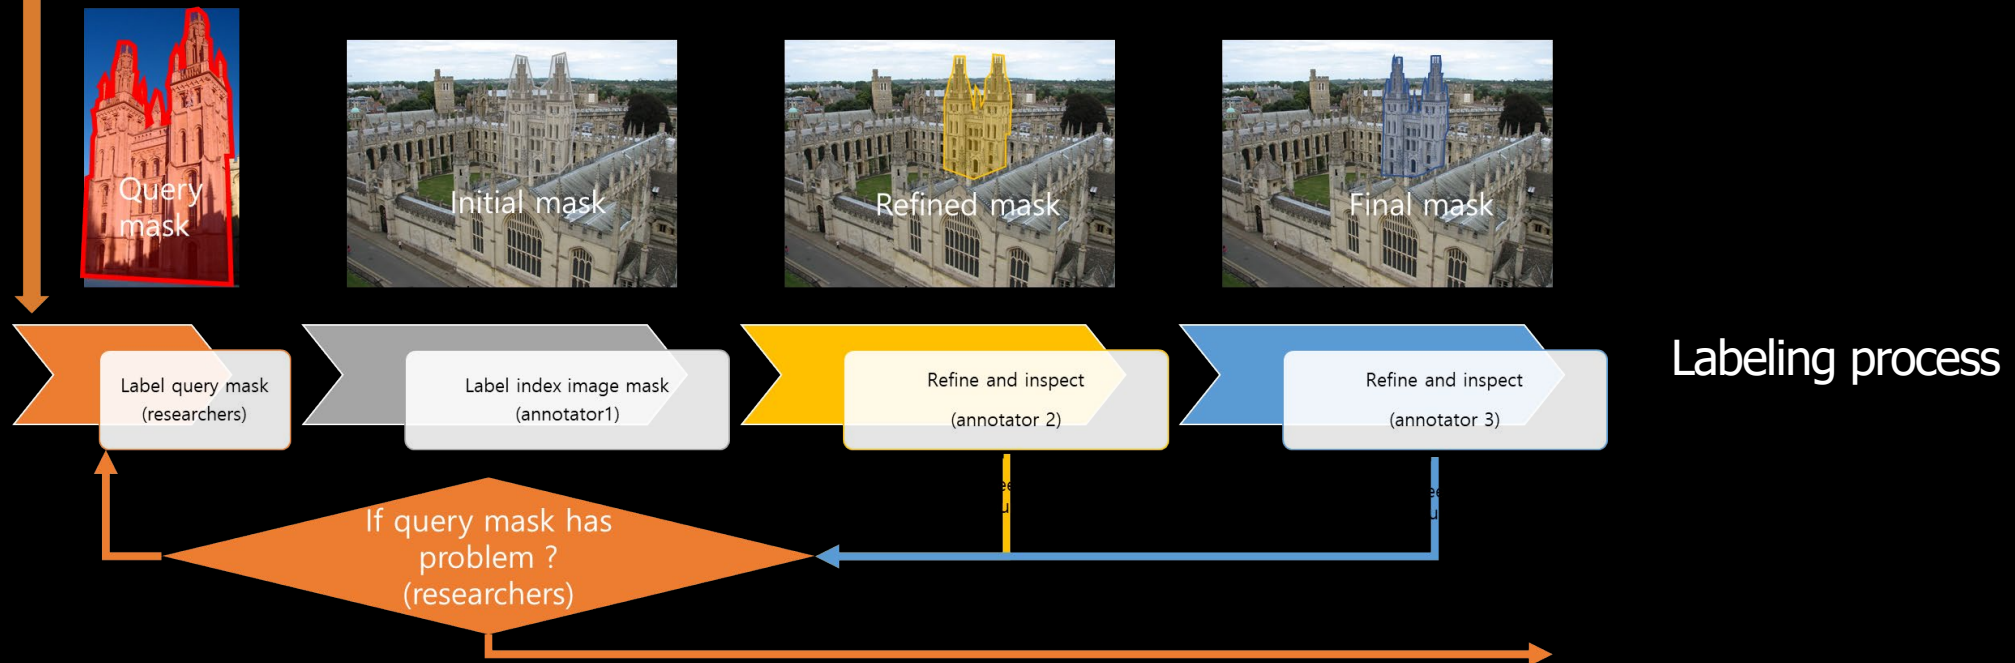 Query
mask
Initial mask
Refined mask
Final mask
Label query mask
(researchers)
Label index image mask
(annotator1)
Refine and inspect
(annotator 2)
Refine and inspect
(annotator 3)
Labeling process
If query mask has
problem ?
(researchers)